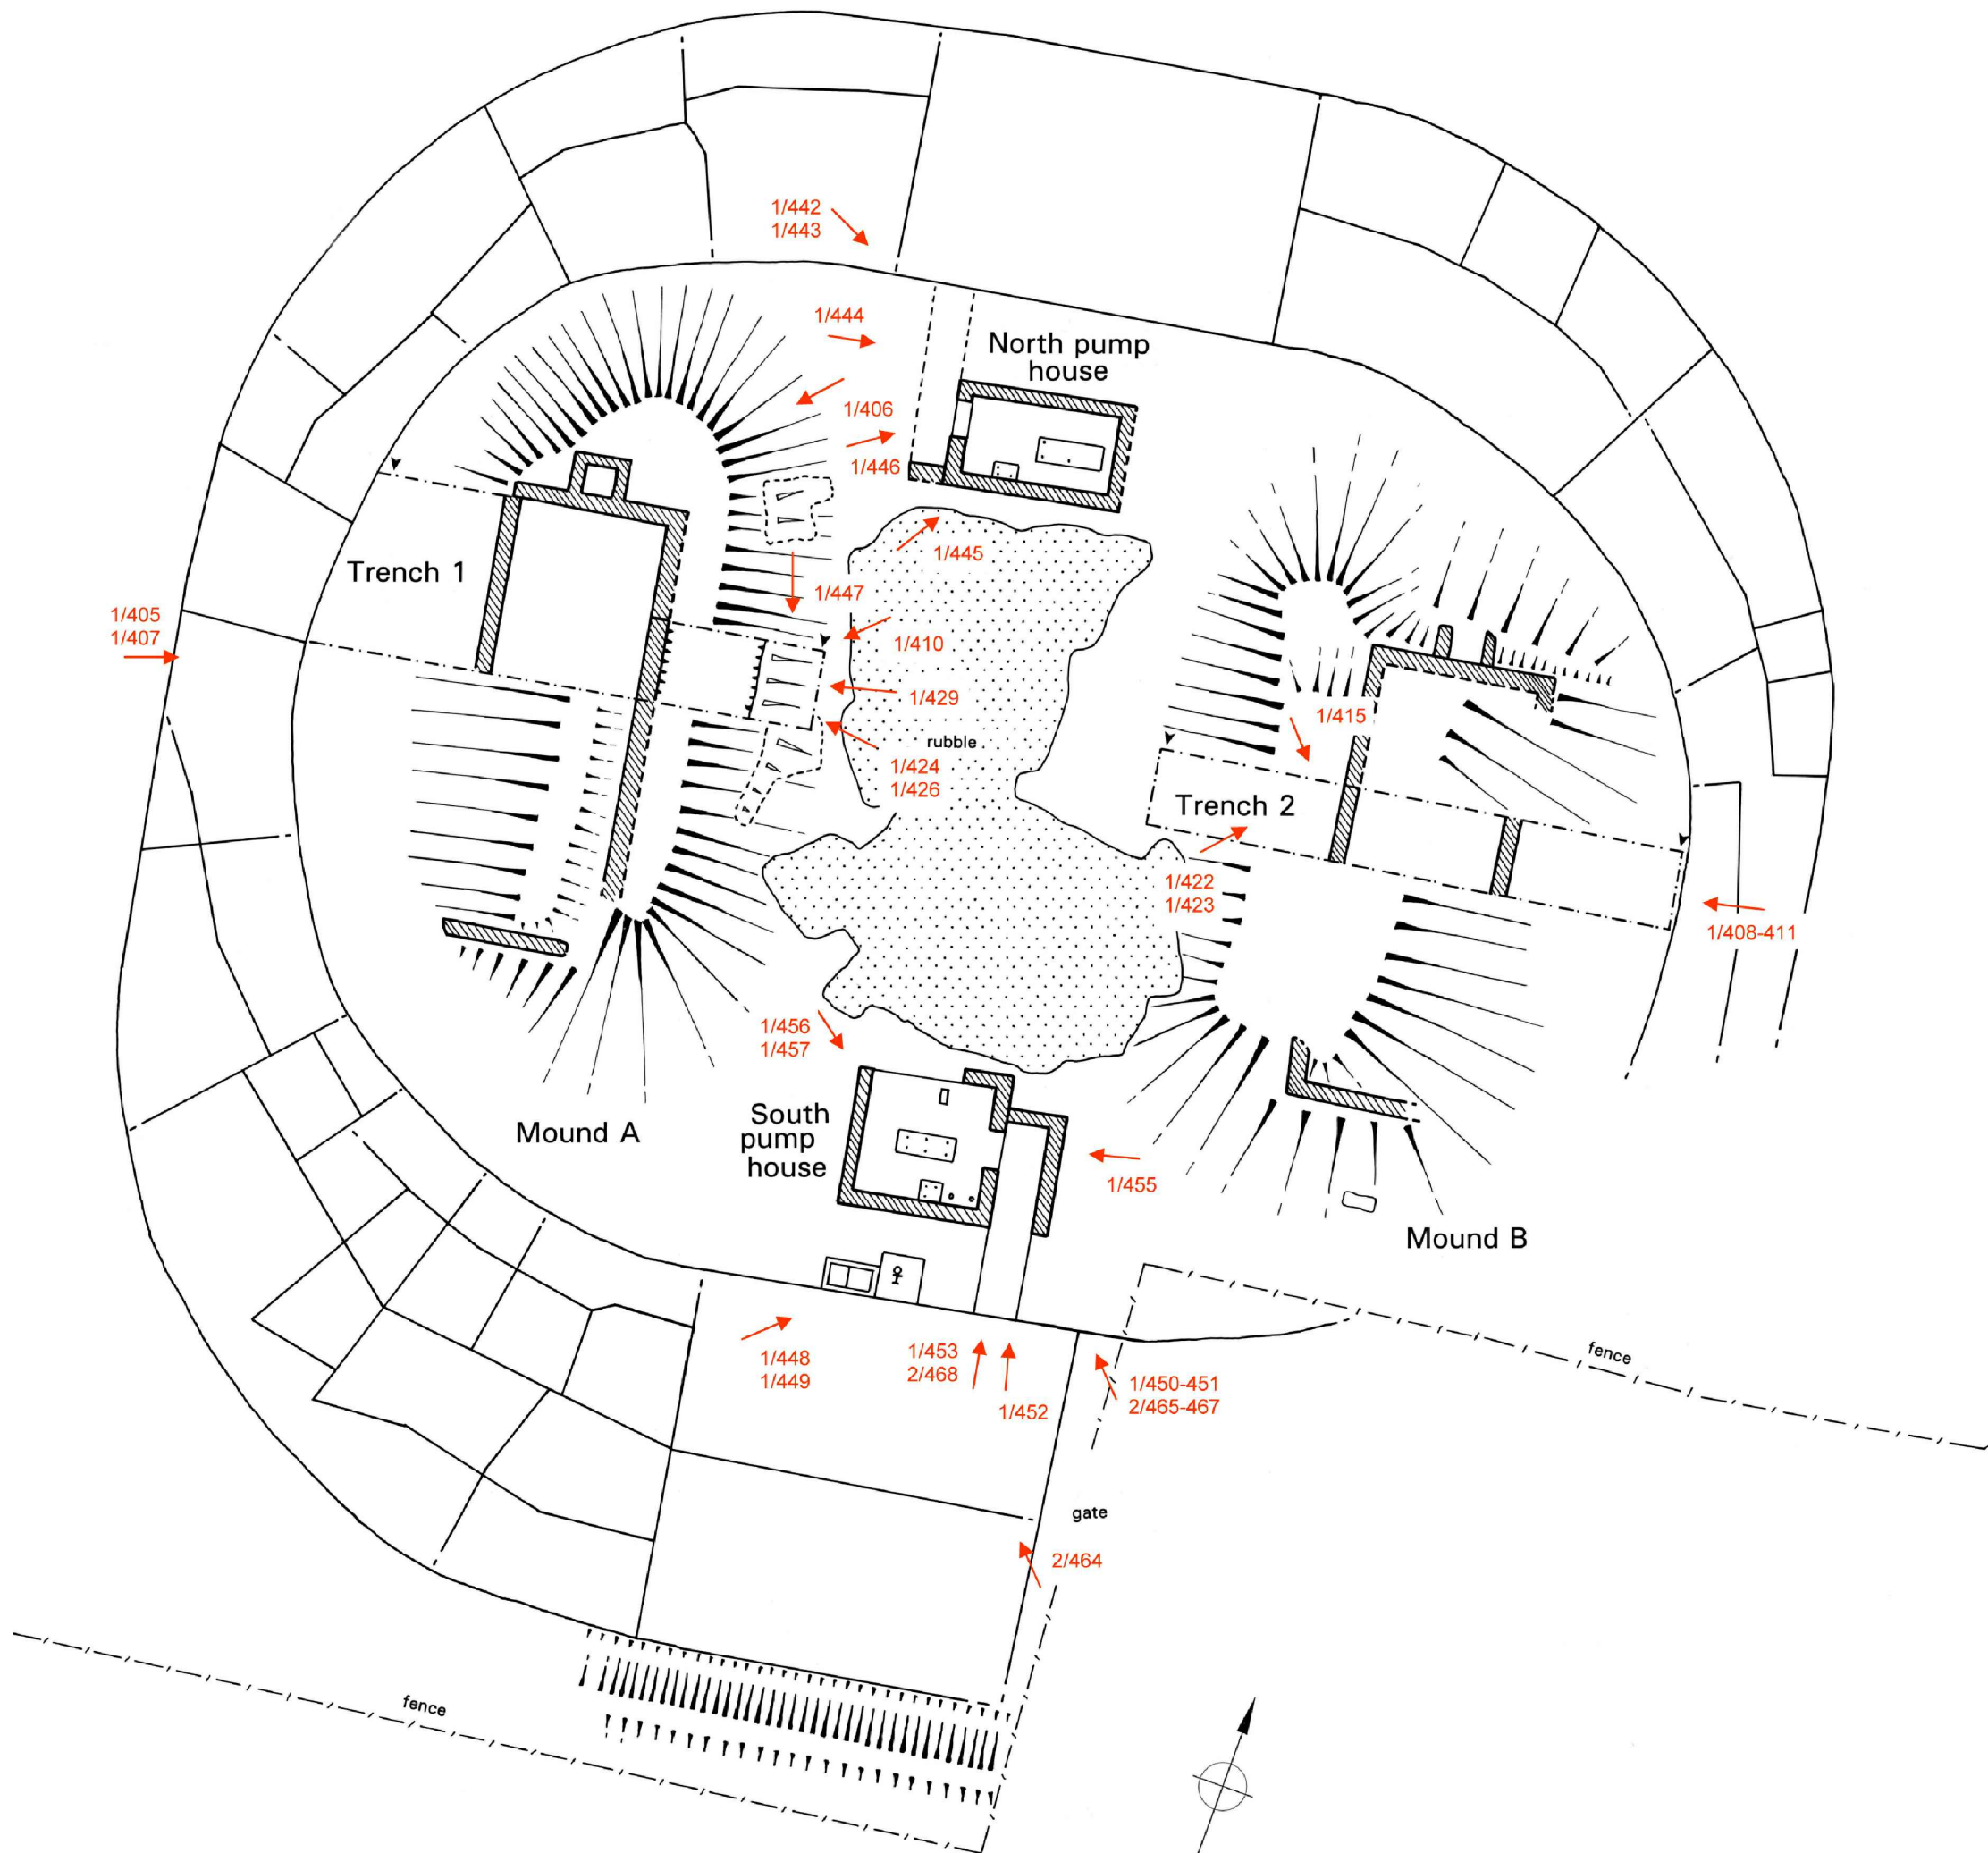 1/442
1/443
1/444
North pump
house
1/406
1/446
1/445
Trench 1
1/447
1/405
1/407
1/410
1/429
1/415
rubble
1/424
1/426
Trench 2
1/422
1/423
1/408-411
1/456
1/457
South
pump
house
Mound A
1/455
Mound B
fence
1/448
1/449
1/453
2/468
1/452
1/450-451
2/465-467
gate
2/464
fence